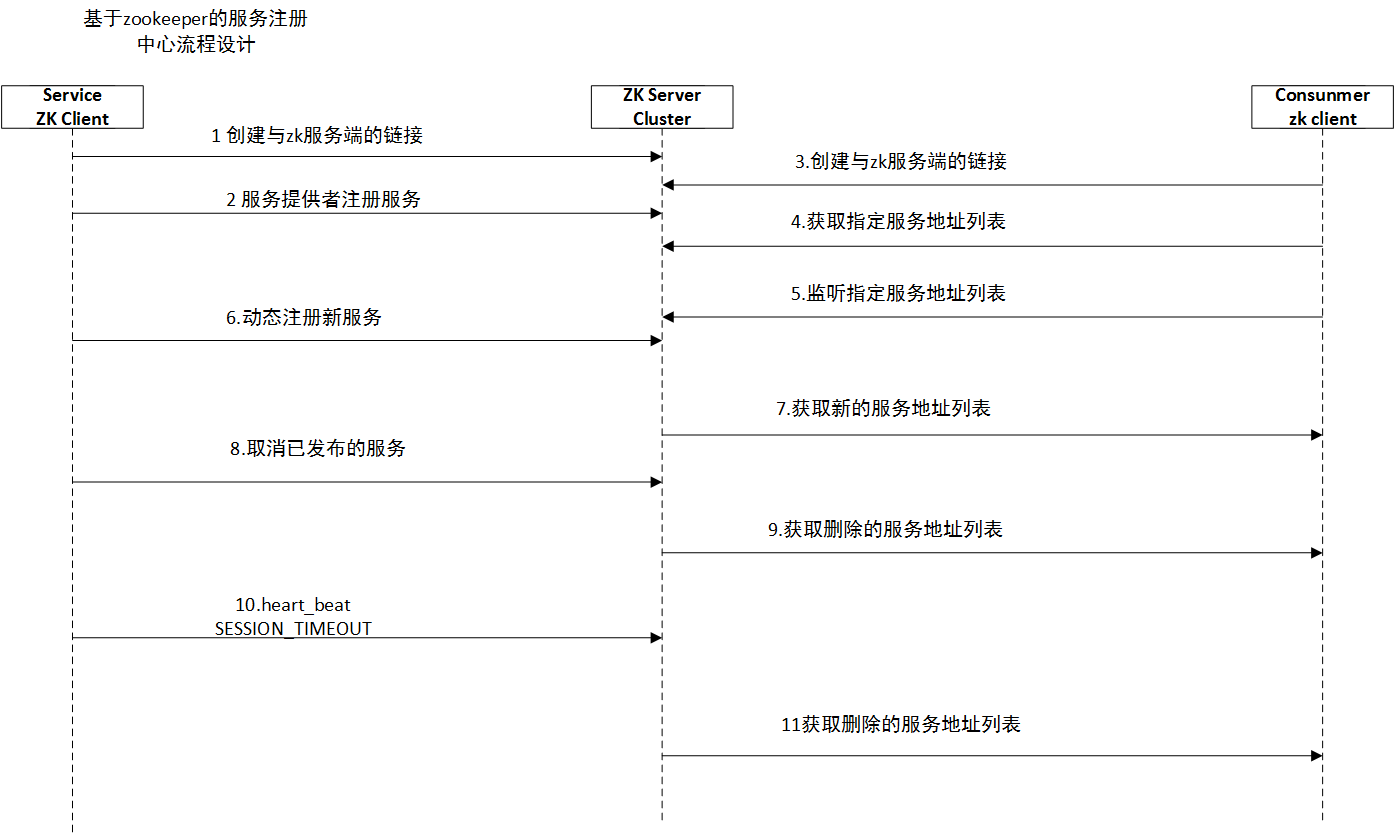 基于zookeeper的服务注册
中心流程设计
Service
ZK Client
ZK Server
Cluster
Consunmer
zk client
1 创建与zk服务端的链接
3.创建与zk服务端的链接
2 服务提供者注册服务
4.获取指定服务地址列表
5.监听指定服务地址列表
6.动态注册新服务
7.获取新的服务地址列表
8.取消已发布的服务
9.获取删除的服务地址列表
10.heart_beat
SESSION_TIMEOUT
11获取删除的服务地址列表